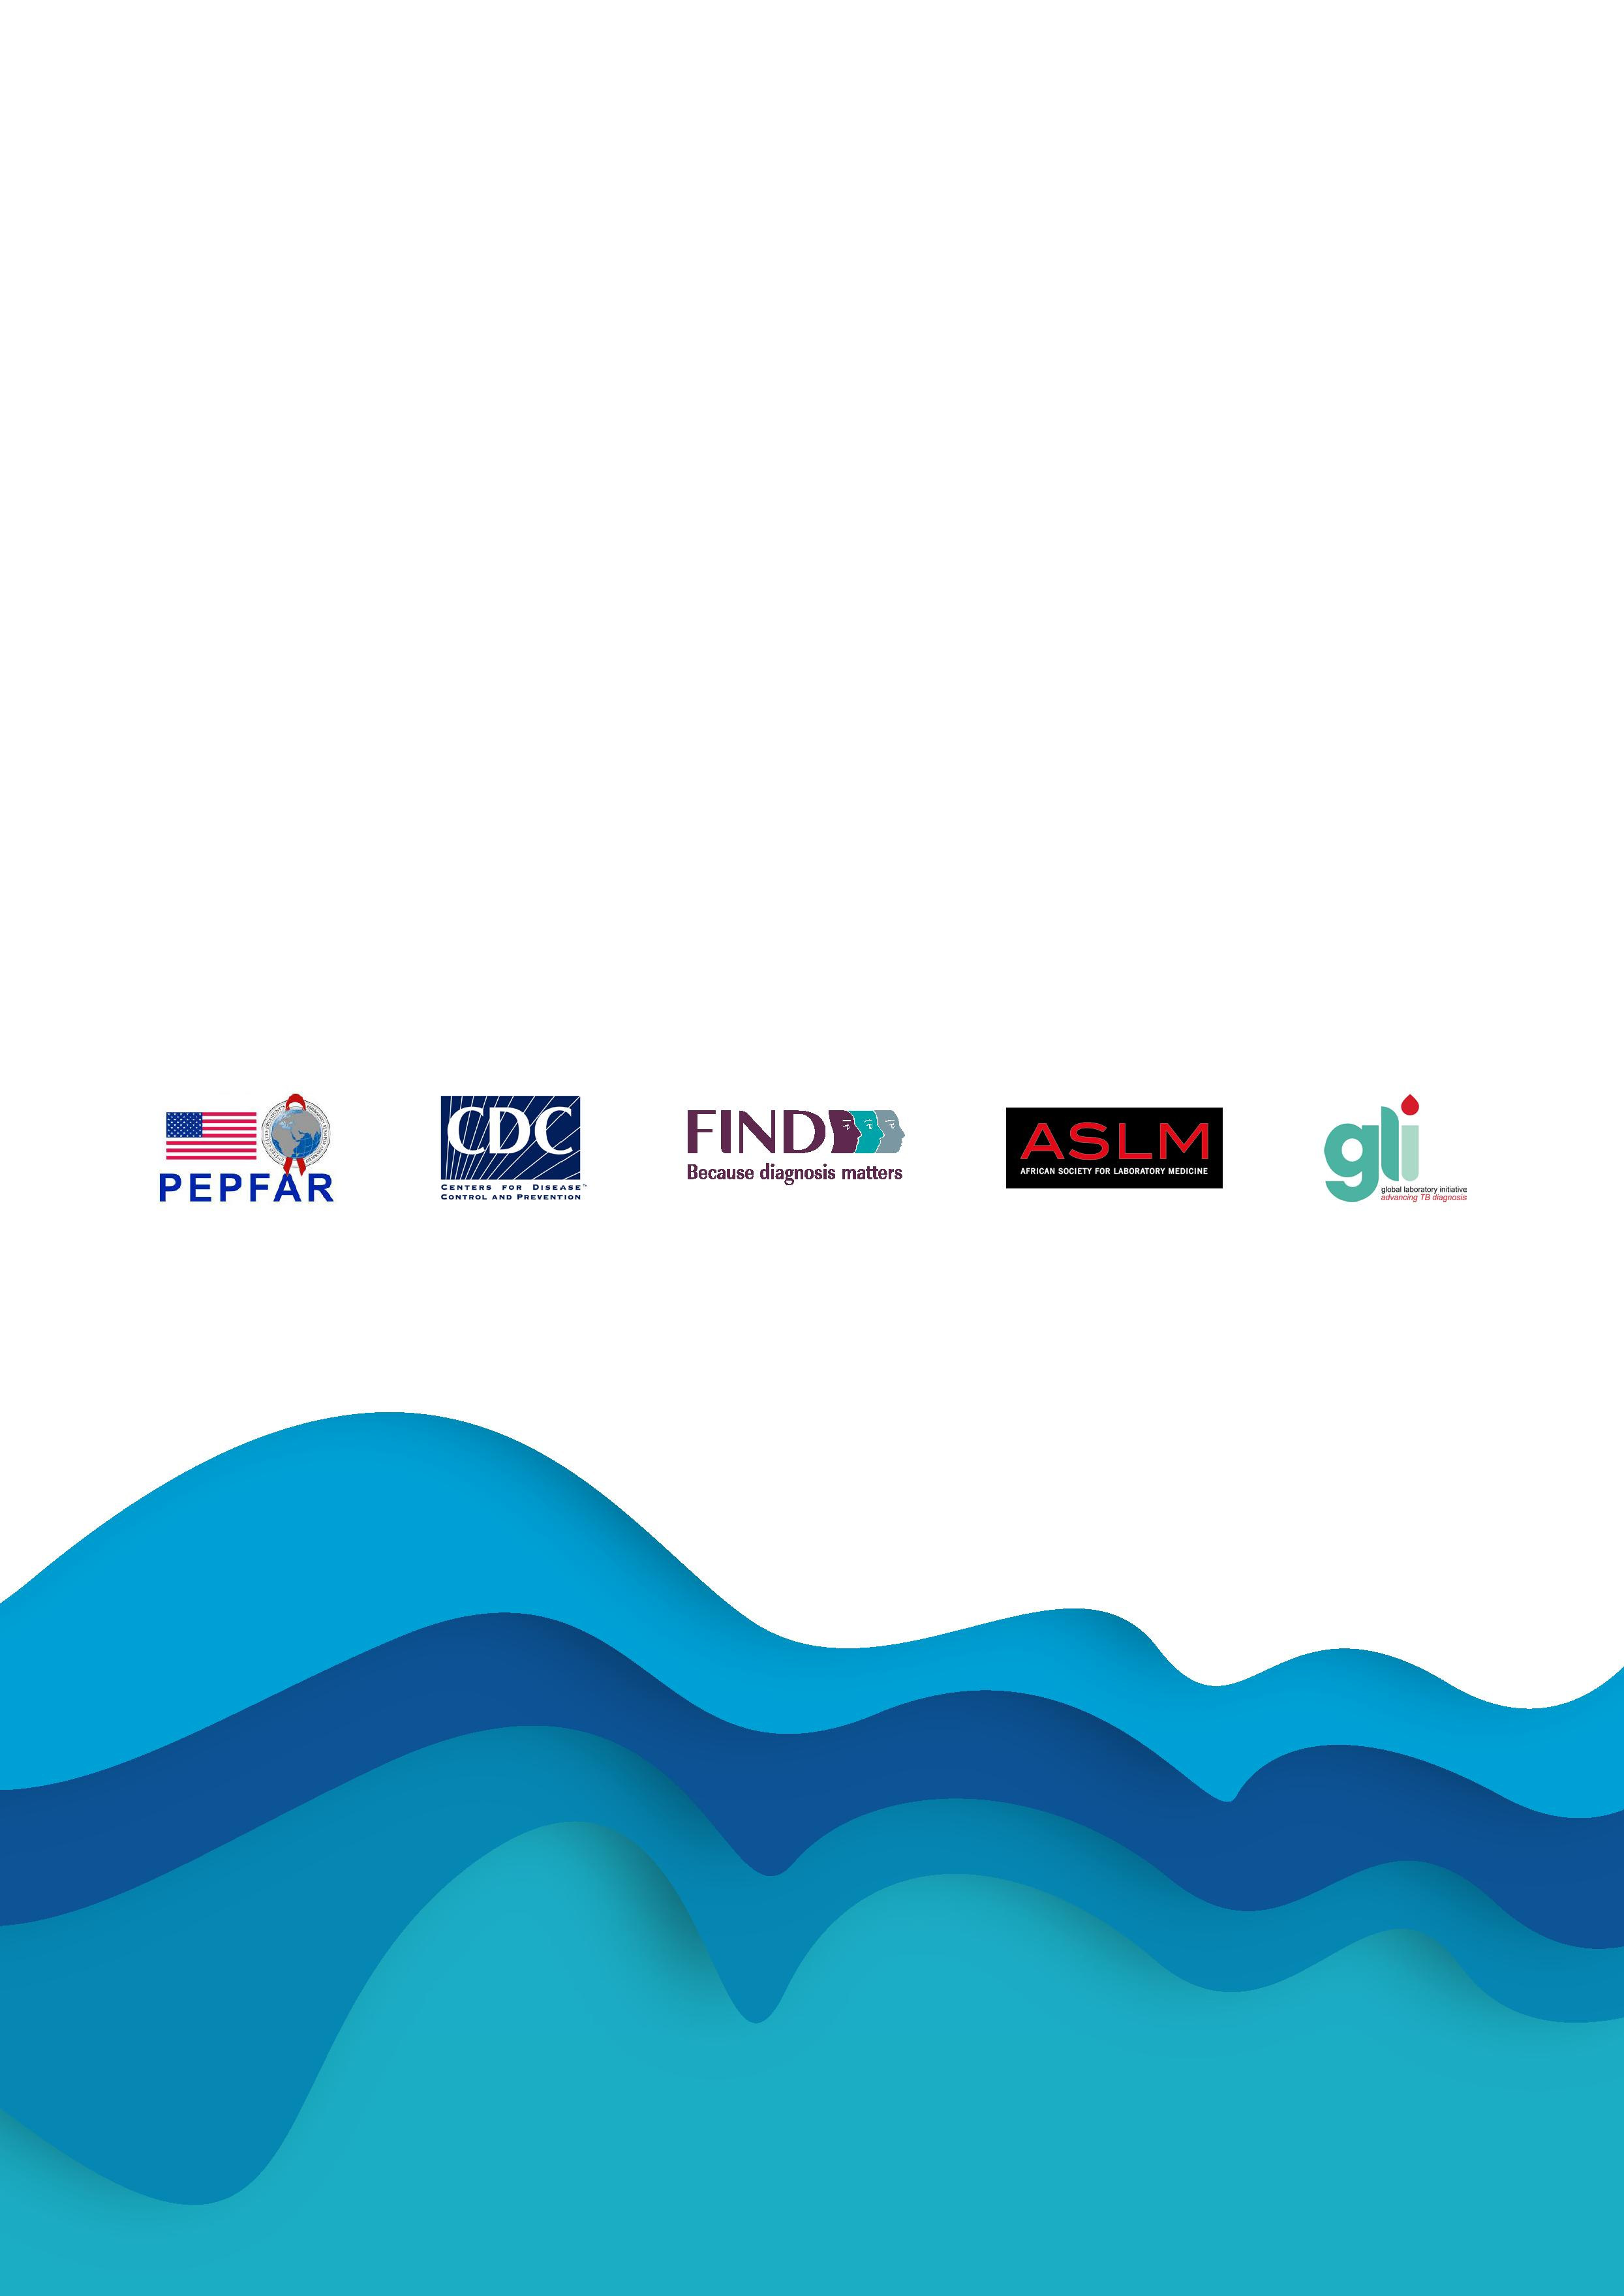 PEPFAR
CDC
CENTERS FOR DISEASE™
CONTROL AND PREVENTION
FIND
Because diagnosis matters
ASLM
AFRICAN SOCIETY FOR LABORATORY MEDICINE
gli
global laboratory initiative
advancing TB diagnosis